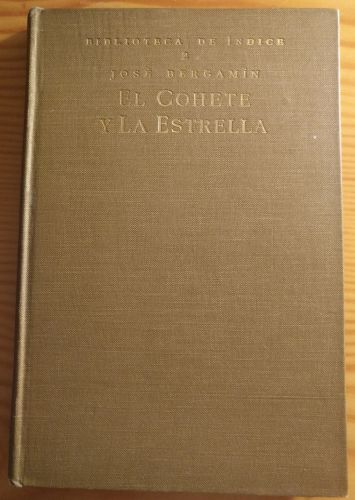 BIBLIOTECA DE ÍNDICE
2
JOSÉ BERGAMÍN
EL COHETE
Y LA ESTRELLA